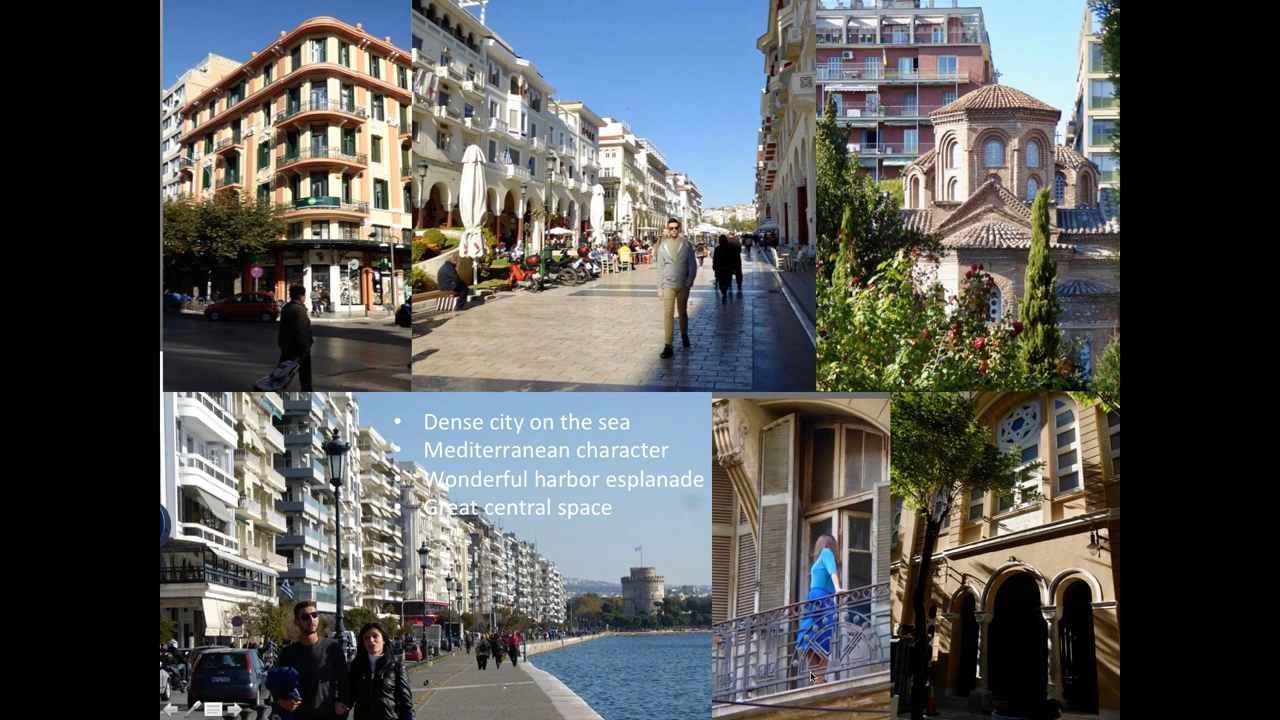 • Dense city on the sea
• Mediterranean character
• Wonderful harbor esplanade
• Great central space